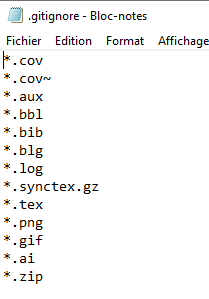 .gitignore - Bloc-notes
Fichier Edition Format Affichage
*.cov
*.cov~
*.aux
*.bbl
*.bib
*.blg
*.log
*.synctex.gz
*.tex
*.png
*.gif
*.ai
*.zip